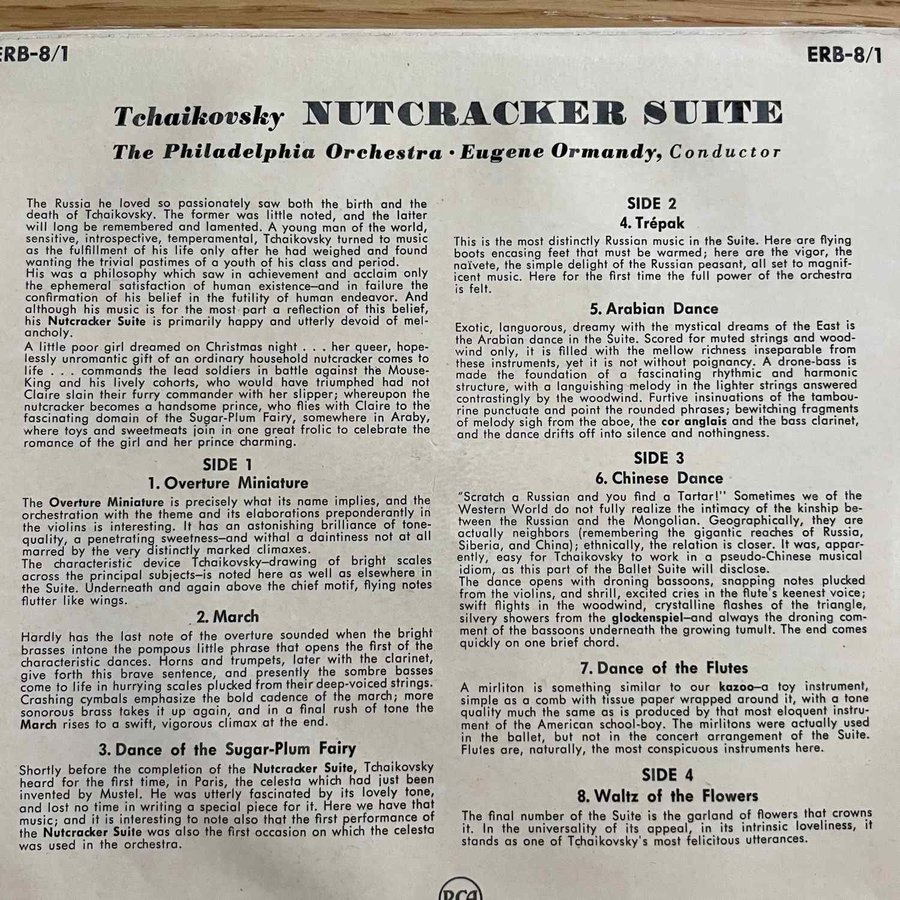 ERB-8/1
ERB-8/1
Tchaikovsky NUTCRACKER SUITE
The Philadelphia Orchestra · Eugene Ormandy, Conductor
The Russia he loved so passionately saw both the birth and the
death of Tchaikovsky. The former was little noted, and the latter
will long be remembered and lamented. A young man of the world,
sensitive, introspective, temperamental, Tchaikovsky turned to music
as the fulfillment of his life only after he had weighed and found
wanting the trivial pastimes of a youth of his class and period.
His was a philosophy which saw in achievement and acclaim only
the ephemeral satisfaction of human existence—and in failure the
confirmation of his belief in the futility of human endeavor. And
although his music is for the most part a reflection of this belief,
his Nutcracker Suite is primarily happy and utterly devoid of mel-
ancholy.
A little poor girl dreamed on Christmas night . . . her queer, hope-
lessly unromantic gift of an ordinary household nutcracker comes to
life . . . commands the lead soldiers in battle against the Mouse-
King and his lively cohorts, who would have triumphed had not
Claire slain their furry commander with her slipper; whereupon the
nutcracker becomes a handsome prince, who flies with Claire to the
fascinating domain of the Sugar-Plum Fairy, somewhere in Araby,
where toys and sweetmeats join in one great frolic to celebrate the
romance of the girl and her prince charming.
SIDE 1
1. Overture Miniature
The Overture Miniature is precisely what its name implies, and the
orchestration with the theme and its elaborations preponderantly in
the violins is interesting. It has an astonishing brilliance of tone-
quality, a penetrating sweetness—and withal a daintiness not at all
marred by the very distinctly marked climaxes.
The characteristic device Tchaikovsky—drawing of bright scales
across the principal subjects—is noted here as well as elsewhere in
the Suite. Underneath and again above the chief motif, flying notes
flutter like wings.
2. March
Hardly has the last note of the overture sounded when the bright
brasses intone the pompous little phrase that opens the first of the
characteristic dances. Horns and trumpets, later with the clarinet,
give forth this brave sentence, and presently the sombre basses
come to life in hurrying scales plucked from their deep-voiced strings.
Crashing cymbals emphasize the bold cadence of the march; more
sonorous brass takes it up again, and in a final rush of tone the
March rises to a swift, vigorous climax at the end.
3. Dance of the Sugar-Plum Fairy
Shortly before the completion of the Nutcracker Suite, Tchaikovsky
heard for the first time, in Paris, the celesta which had just been
invented by Mustel. He was utterly fascinated by its lovely tone,
and lost no time in writing a special piece for it. Here we have that
music; and it is interesting to note also that the first performance of
the Nutcracker Suite was also the first occasion on which the celesta
was used in the orchestra.
SIDE 2
4. Trépak
This is the most distinctly Russian music in the Suite. Here are flying
boots encasing feet that must be warmed; here are the vigor, the
naïvete, the simple delight of the Russian peasant, all set to magnif-
icent music. Here for the first time the full power of the orchestra
is felt.
5. Arabian Dance
Exotic, languorous, dreamy with the mystical dreams of the East is
the Arabian dance in the Suite. Scored for muted strings and wood-
wind only, it is filled with the mellow richness inseparable from
these instruments, yet it is not without poignancy. A drone-bass is
made the foundation of a fascinating rhythmic and harmonic
structure, with a languishing melody in the lighter strings answered
contrastingly by the woodwind. Furtive insinuations of the tambou-
rine punctuate and point the rounded phrases; bewitching fragments
of melody sigh from the aboe, the cor anglais and the bass clarinet,
and the dance drifts off into silence and nothingness.
SIDE 3
6. Chinese Dance
"Scratch a Russian and you find a Tartar!" Sometimes we of the
Western World do not fully realize the intimacy of the kinship be-
tween the Russian and the Mongolian. Geographically, they are
actually neighbors (remembering the gigantic reaches of Russia,
Siberia, and China); ethnically, the relation is closer. It was, appar-
ently, easy for Tchaikovsky to work in a pseudo-Chinese musical
idiom, as this part of the Ballet Suite will disclose.
The dance opens with droning bassoons, snapping notes plucked
from the violins, and shrill, excited cries in the flute's keenest voice;
swift flights in the woodwind, crystalline flashes of the triangle,
silvery showers from the glockenspiel—and always the droning com-
ment of the bassoons underneath the growing tumult. The end comes
quickly on one brief chord.
7. Dance of the Flutes
A mirliton is something similar to our kazoo—a toy instrument,
simple as a comb with tissue paper wrapped around it, with a tone
quality much the same as is produced by that most eloquent instru-
ment of the American school-boy. The mirlitons were actually used
in the ballet, but not in the concert arrangement of the Suite.
Flutes are, naturally, the most conspicuous instruments here.
SIDE 4
8. Waltz of the Flowers
The final number of the Suite is the garland of flowers that crowns
it. In the universality of its appeal, in its intrinsic loveliness, it
stands as one of Tchaikovsky's most felicitous utterances.
RCA